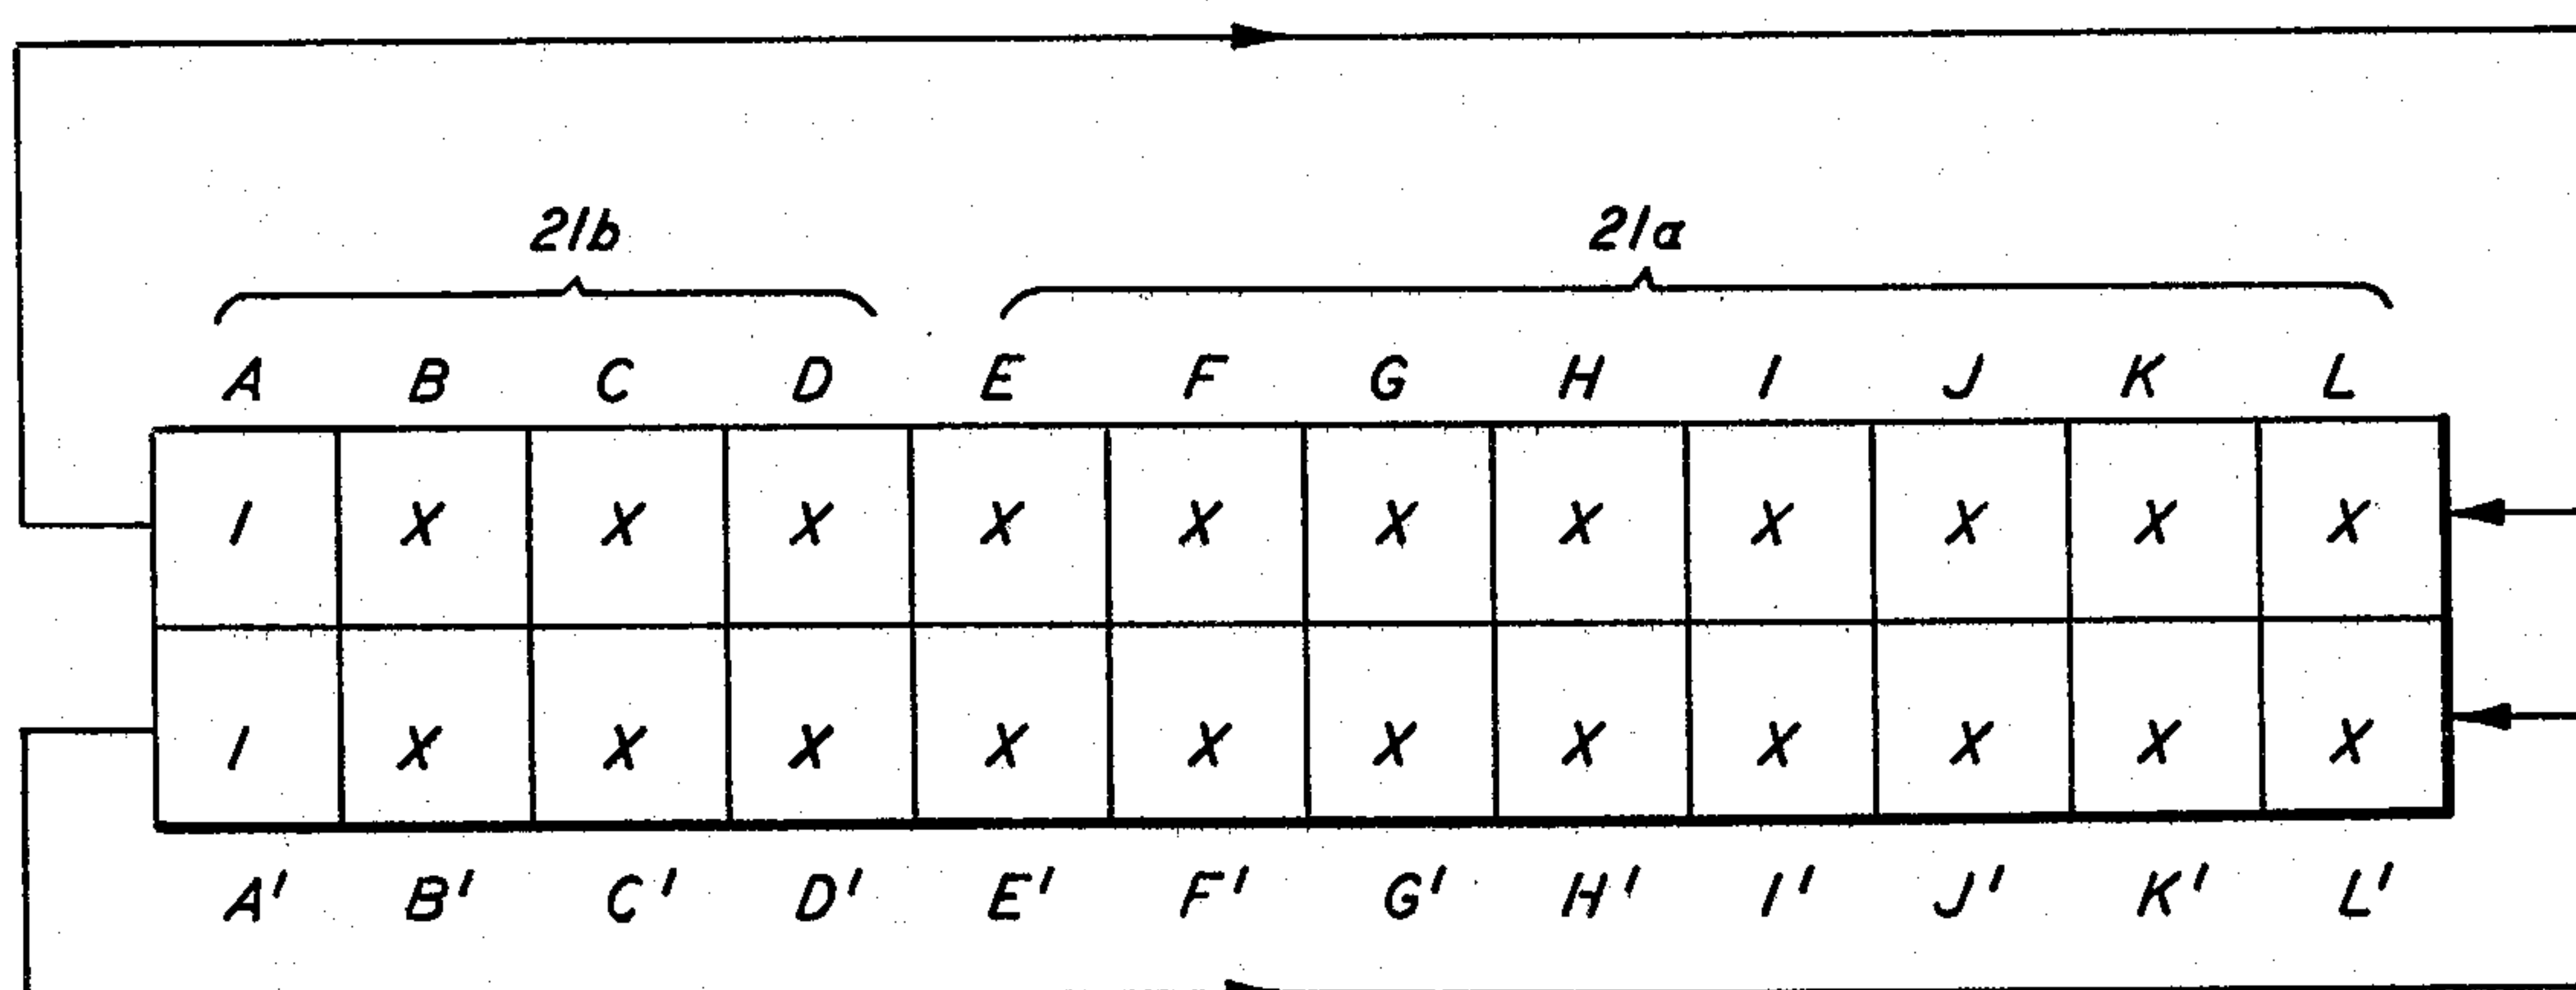 21b 21a
A B C D E F G H I J K L
1 X X X X X X X X X X X
1 X X X X X X X X X X X
A' B' C' D' E' F' G' H' I' J' K' L'